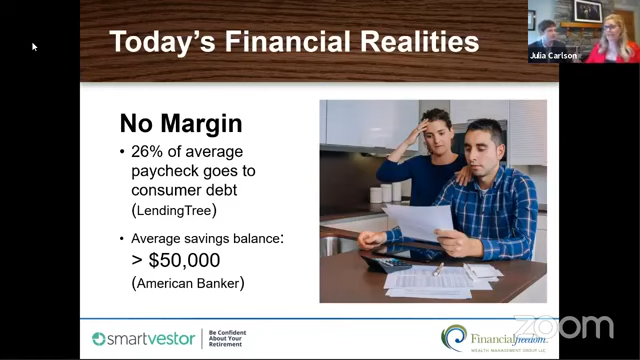 Today's Financial Realities
Julia Carlson
No Margin
• 26% of average
paycheck goes to
consumer debt
(LendingTree)
• Average savings balance:
> $50,000
(American Banker)
smartvestor
Be Confident
About Your
Retirement
Financialfreedom
WEALTH MANAGEMENT GROUP LLC
zoom